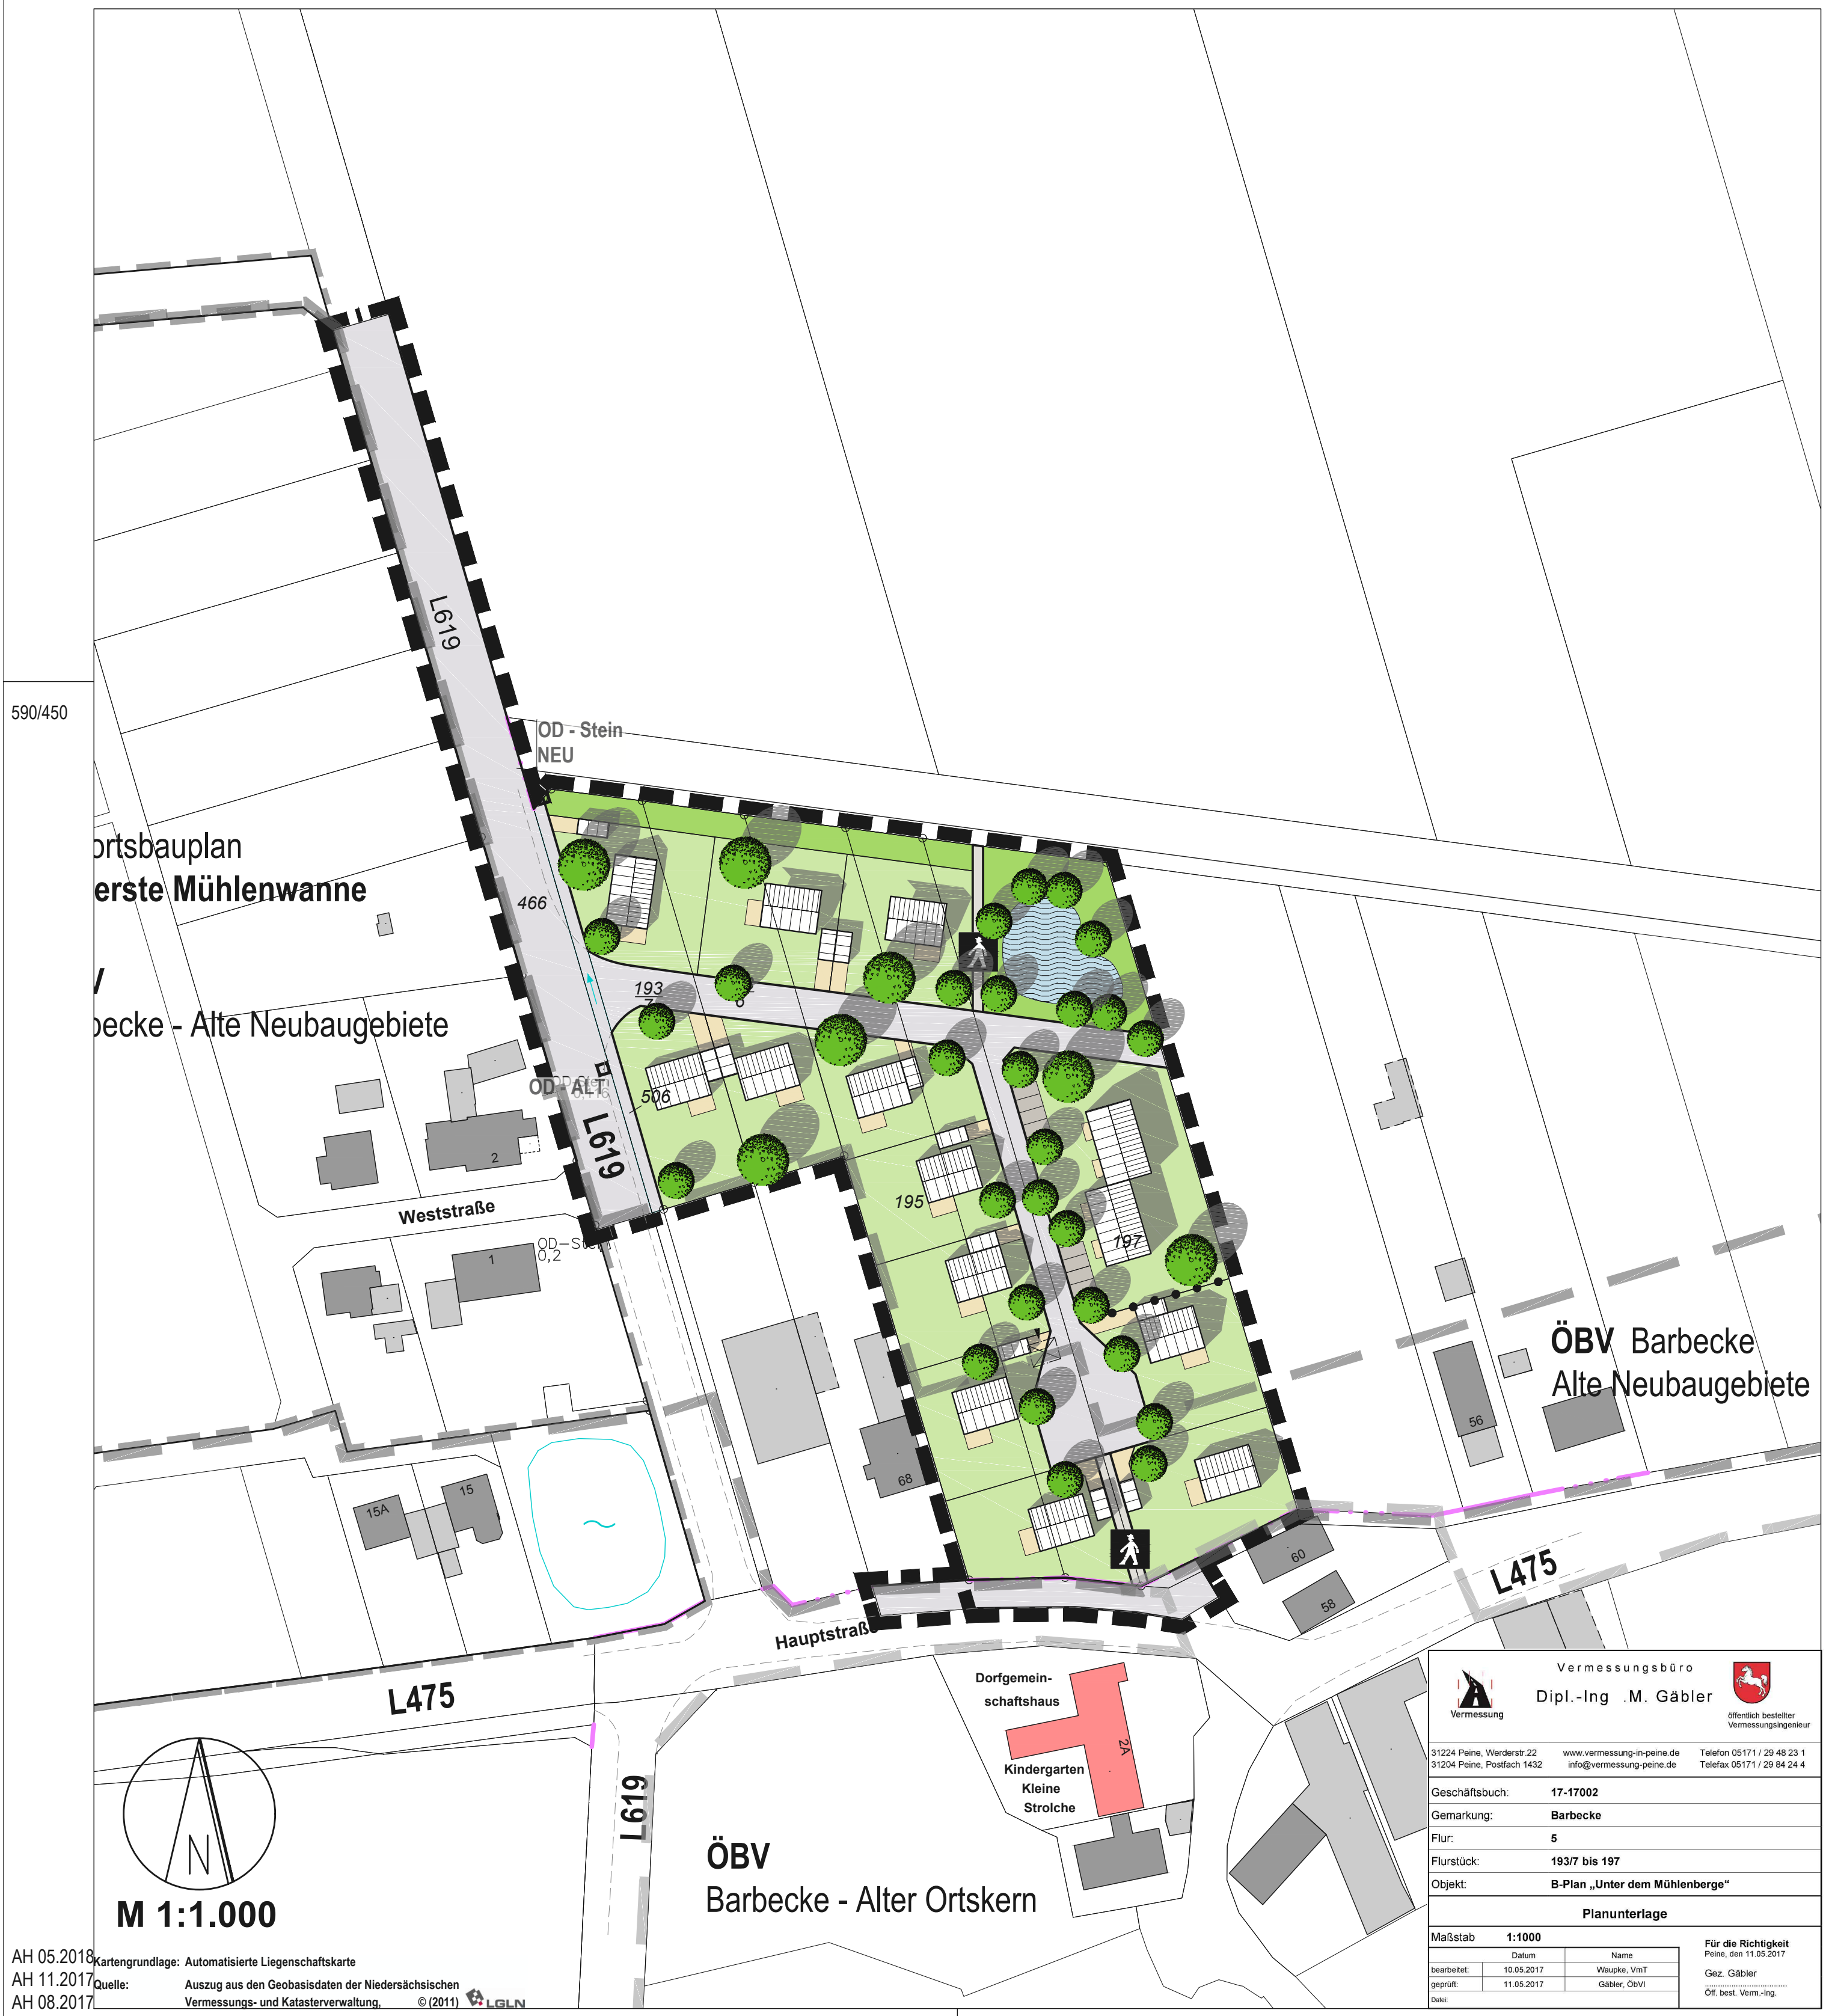 590/450
OD - Stein
NEU
L619
ortsbauplan
erste Mühlenwanne
466
becke - Alte Neubaugebiete
193
7
6
OD - ALT
506
L619
2
Weststraße
1
OD-Stein
0,2
195
197
ÖBV Barbecke
Alte Neubaugebiete
56
68
15A
15
60
58
L475
Hauptstraße
L475
Dorfgemein-
schaftshaus
2A
Kindergarten
Kleine
Strolche
L619
ÖBV
Barbecke - Alter Ortskern
N
M 1:1.000
AH 05.2018
AH 11.2017
AH 08.2017
Kartengrundlage: Automatisierte Liegenschaftskarte
Quelle: Auszug aus den Geobasisdaten der Niedersächsischen
Vermessungs- und Katasterverwaltung, © (2011) LGLN
Vermessung
Vermessungsbüro
Dipl.-Ing .M. Gäbler
öffentlich bestellter
Vermessungsingenieur
31224 Peine, Werderstr.22 www.vermessung-in-peine.de Telefon 05171 / 29 48 23 1
31204 Peine, Postfach 1432 info@vermessung-peine.de Telefax 05171 / 29 84 24 4
Geschäftsbuch: 17-17002
Gemarkung: Barbecke
Flur: 5
Flurstück: 193/7 bis 197
Objekt: B-Plan „Unter dem Mühlenberge“
Planunterlage
Maßstab 1:1000
Datum Name
bearbeitet: 10.05.2017 Waupke, VmT
geprüft: 11.05.2017 Gäbler, ÖbVI
Datei:
Für die Richtigkeit
Peine, den 11.05.2017
Gez. Gäbler
Öff. best. Verm.-Ing.